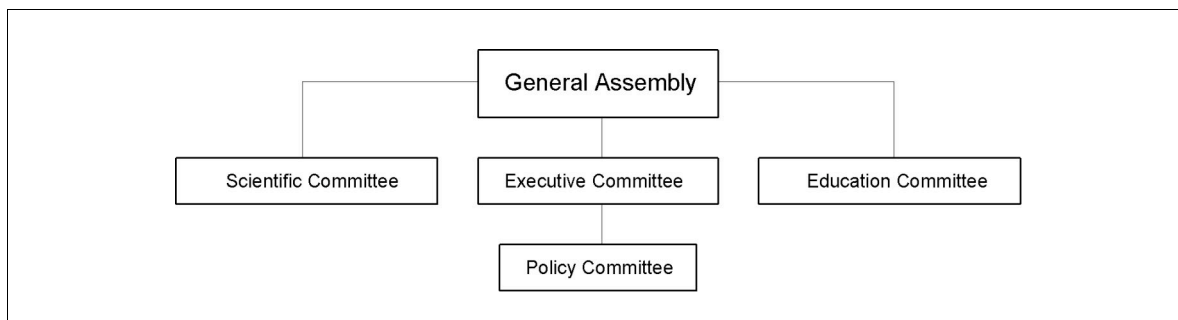 General Assembly
Scientific Committee
Executive Committee
Education Committee
Policy Committee